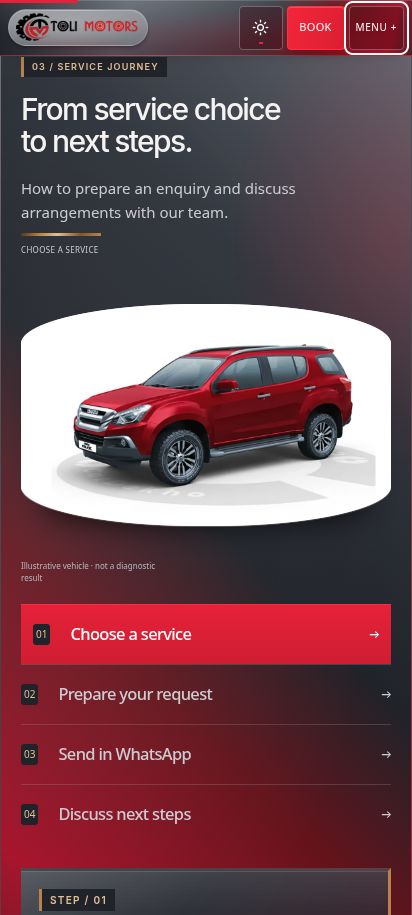 TOLI MOTORS
BOOK
MENU +
03 / SERVICE JOURNEY
From service choice
to next steps.
How to prepare an enquiry and discuss
arrangements with our team.
CHOOSE A SERVICE
Illustrative vehicle · not a diagnostic
result
01 Choose a service →
02 Prepare your request →
03 Send in WhatsApp →
04 Discuss next steps →
STEP / 01